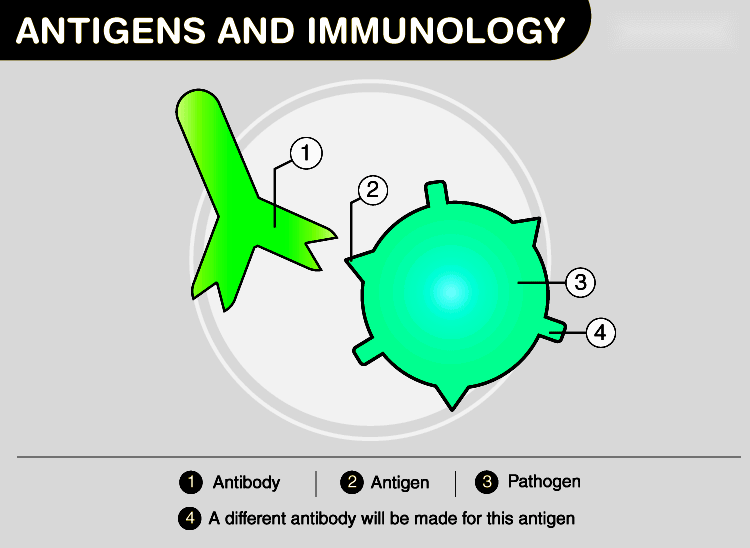 ANTIGENS AND IMMUNOLOGY
1
2
3
4
1 Antibody | 2 Antigen | 3 Pathogen
4 A different antibody will be made for this antigen